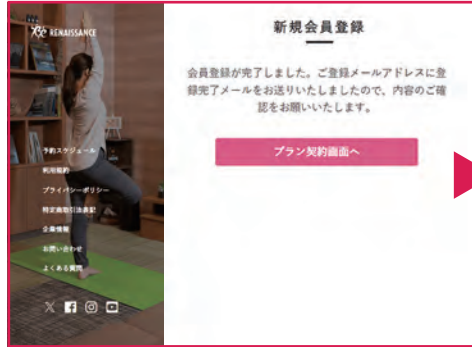 RENAISSANCE
予約スケジュール
利用規約
プライバシーポリシー
特定商取引法表記
企業情報
お問い合わせ
よくある質問
新規会員登録
会員登録が完了しました。ご登録メールアドレスに登
録完了メールをお送りいたしましたので、内容のご確
認をお願いいたします。
プラン契約画面へ